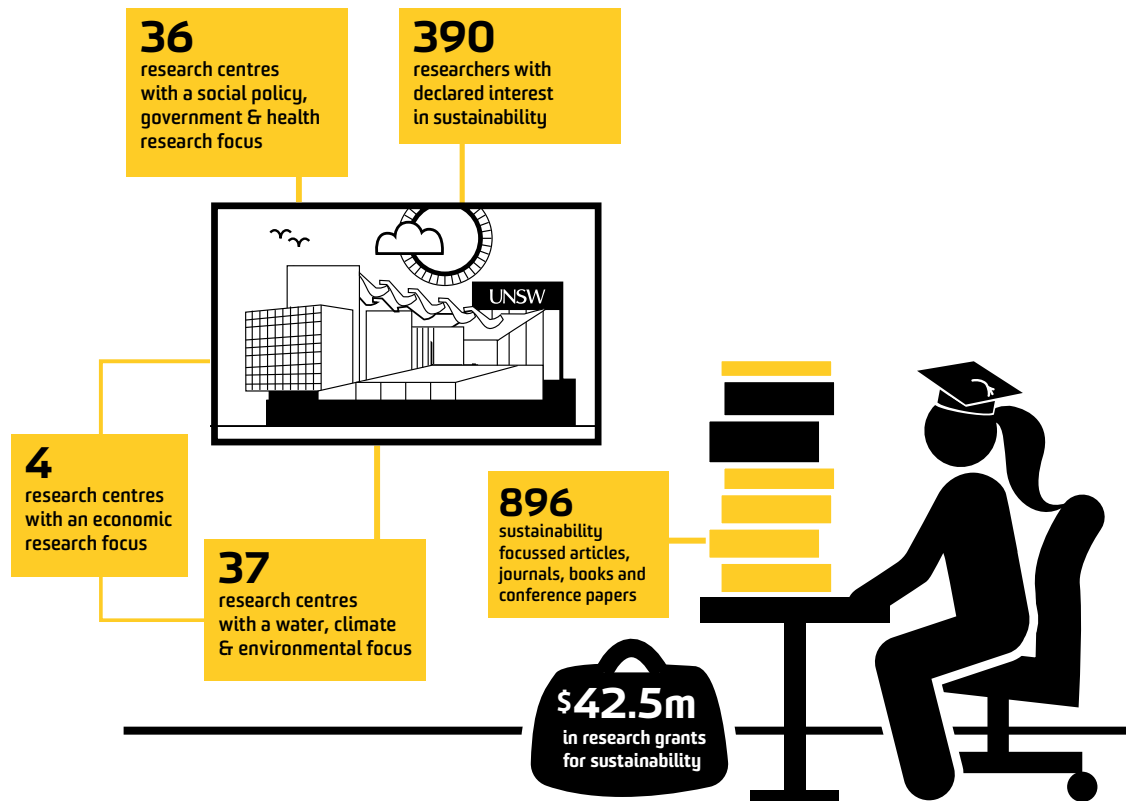 36
research centres
with a social policy,
government & health
research focus
390
researchers with
declared interest
in sustainability
UNSW
4
research centres
with an economic
research focus
37
research centres
with a water, climate
& environmental focus
896
sustainability
focussed articles,
journals, books and
conference papers
$42.5m
in research grants
for sustainability